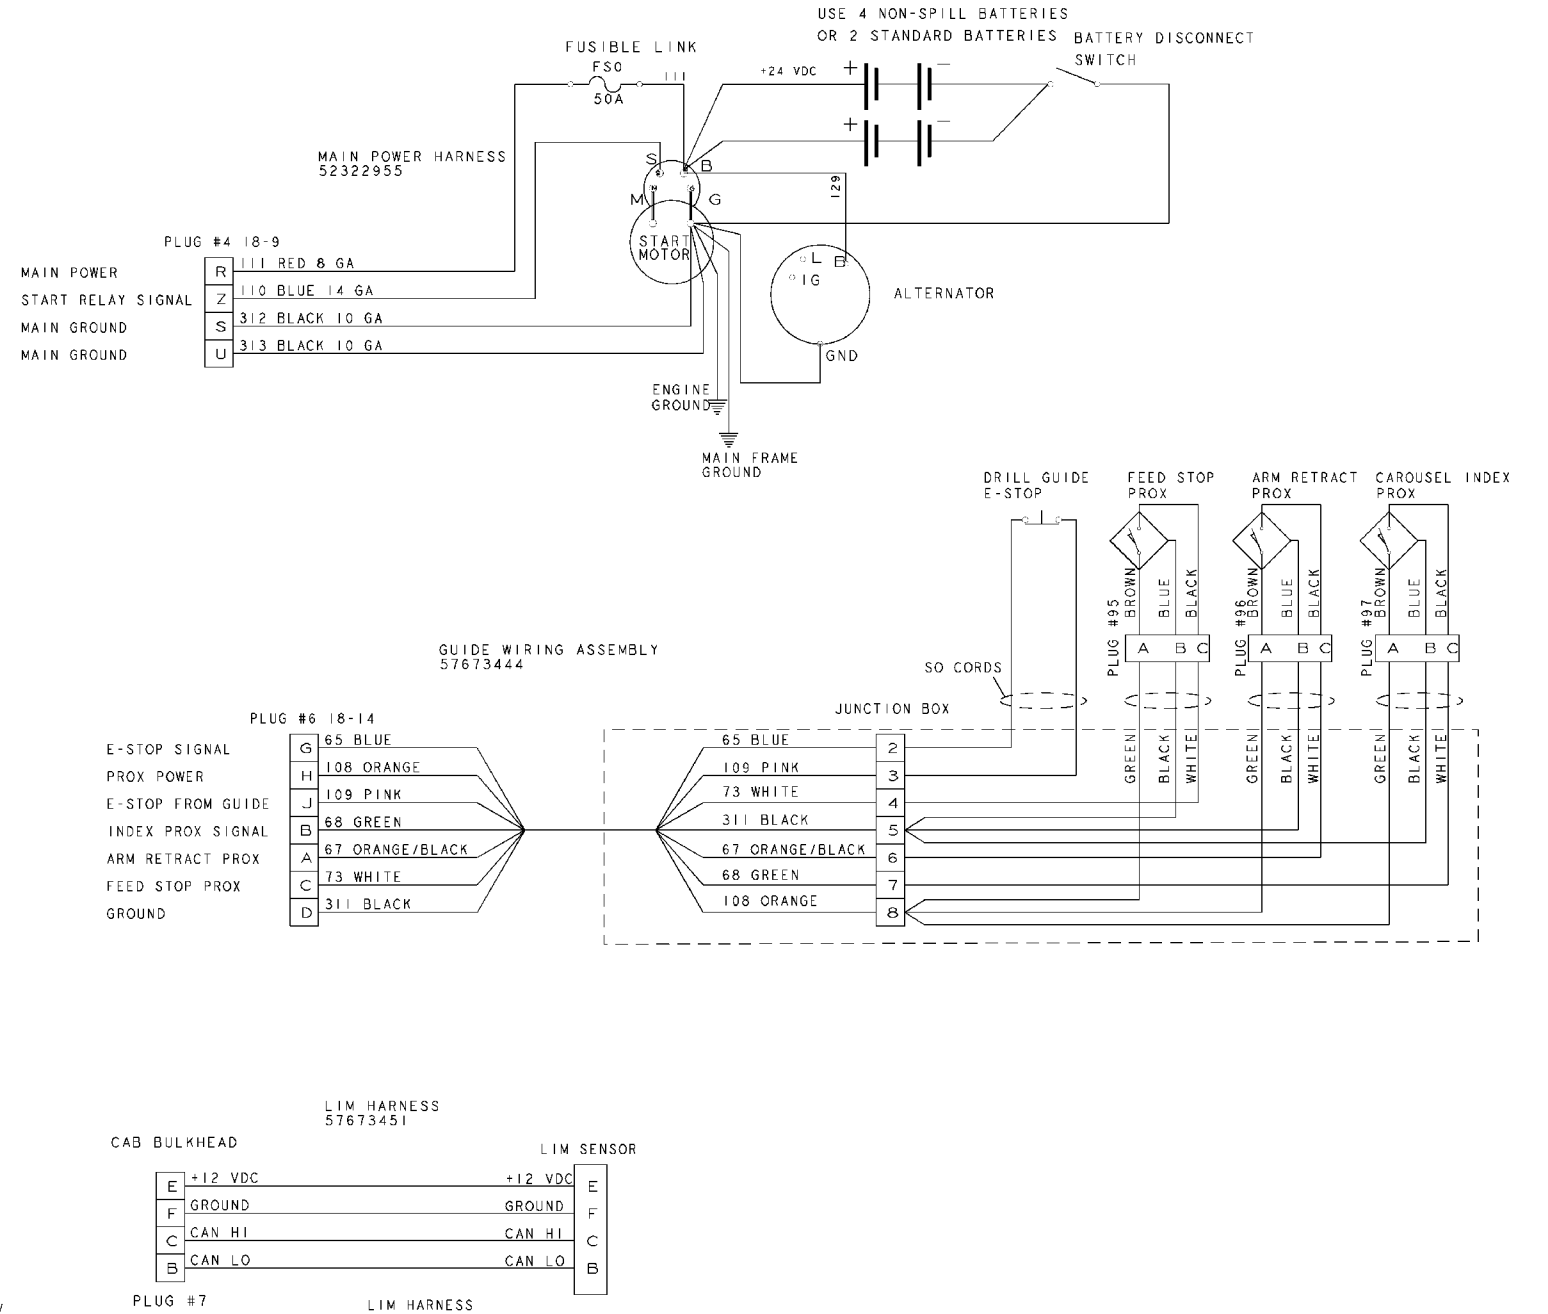 USE 4 NON-SPILL BATTERIES
OR 2 STANDARD BATTERIES
BATTERY DISCONNECT
SWITCH
FUSIBLE LINK
FS0
111
50A
+24 VDC
+
-
+
-
MAIN POWER HARNESS
52322955
S
B
M
G
129
START
MOTOR
L
B
IG
ALTERNATOR
GND
PLUG #4 18-9
MAIN POWER R 111 RED 8 GA
START RELAY SIGNAL Z 110 BLUE 14 GA
MAIN GROUND S 312 BLACK 10 GA
MAIN GROUND U 313 BLACK 10 GA
ENGINE
GROUND
MAIN FRAME
GROUND
DRILL GUIDE
E-STOP
FEED STOP
PROX
ARM RETRACT
PROX
CAROUSEL INDEX
PROX
BROWN BLUE BLACK
BROWN BLUE BLACK
BROWN BLUE BLACK
PLUG #95
A B C
PLUG #96
A B C
PLUG #97
A B C
GUIDE WIRING ASSEMBLY
57673444
SO CORDS
JUNCTION BOX
GREEN BLACK WHITE
GREEN BLACK WHITE
GREEN BLACK WHITE
PLUG #6 18-14
E-STOP SIGNAL G 65 BLUE
PROX POWER H 108 ORANGE
E-STOP FROM GUIDE J 109 PINK
INDEX PROX SIGNAL B 68 GREEN
ARM RETRACT PROX A 67 ORANGE/BLACK
FEED STOP PROX C 73 WHITE
GROUND D 311 BLACK
65 BLUE 2
109 PINK 3
73 WHITE 4
311 BLACK 5
67 ORANGE/BLACK 6
68 GREEN 7
108 ORANGE 8
LIM HARNESS
57673451
CAB BULKHEAD
LIM SENSOR
E +12 VDC +12 VDC E
F GROUND GROUND F
C CAN HI CAN HI C
B CAN LO CAN LO B
PLUG #7
LIM HARNESS